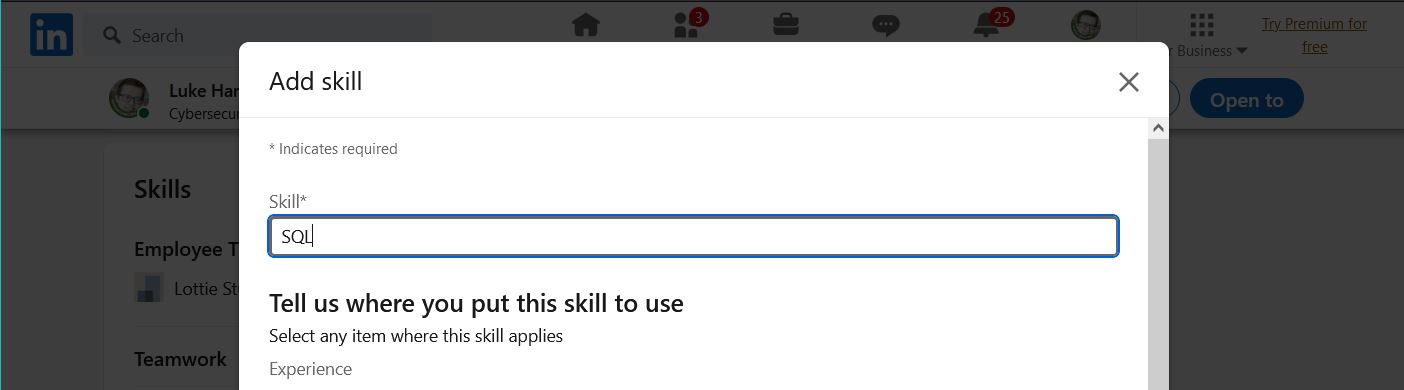 in
Search
3
25
Business
Try Premium for
free
Add skill
Luke Har
Cybersecur
Open to
* Indicates required
Skills
Skill*
SQL
Employee T
Lottie St
Tell us where you put this skill to use
Select any item where this skill applies
Teamwork
Experience